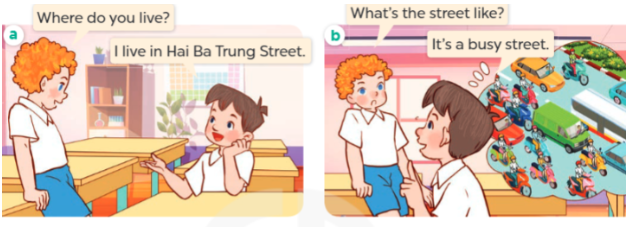 a
Where do you live?
I live in Hai Ba Trung Street.
b
What's the street like?
It's a busy street.